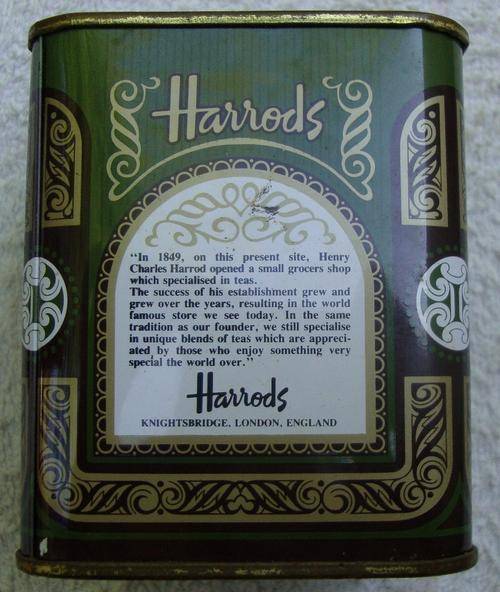 Harrods
“In 1849, on this present site, Henry
Charles Harrod opened a small grocers shop
which specialised in teas.
The success of his establishment grew and
grew over the years, resulting in the world
famous store we see today. In the same
tradition as our founder, we still specialise
in unique blends of teas which are appreci-
ated by those who enjoy something very
special the world over.”
Harrods
KNIGHTSBRIDGE, LONDON, ENGLAND